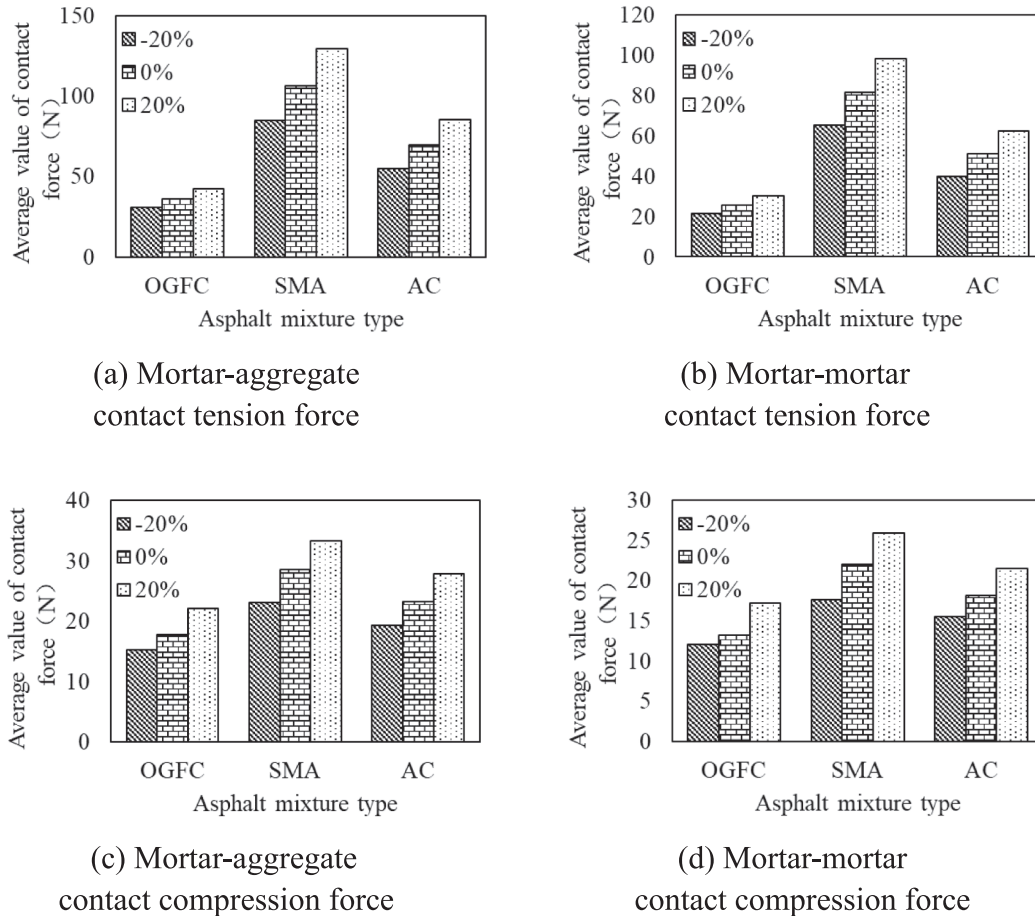 150
100
50
0
Average value of contact
force（N）
-20%
0%
20%
OGFC SMA AC
Asphalt mixture type
(a) Mortar-aggregate
contact tension force
120
100
80
60
40
20
0
Average value of contact
force（N）
-20%
0%
20%
OGFC SMA AC
Asphalt mixture type
(b) Mortar-mortar
contact tension force
40
30
20
10
0
Average value of contact
force（N）
-20%
0%
20%
OGFC SMA AC
Asphalt mixture type
(c) Mortar-aggregate
contact compression force
30
25
20
15
10
5
0
Average value of contact
force（N）
-20%
0%
20%
OGFC SMA AC
Asphalt mixture type
(d) Mortar-mortar
contact compression force